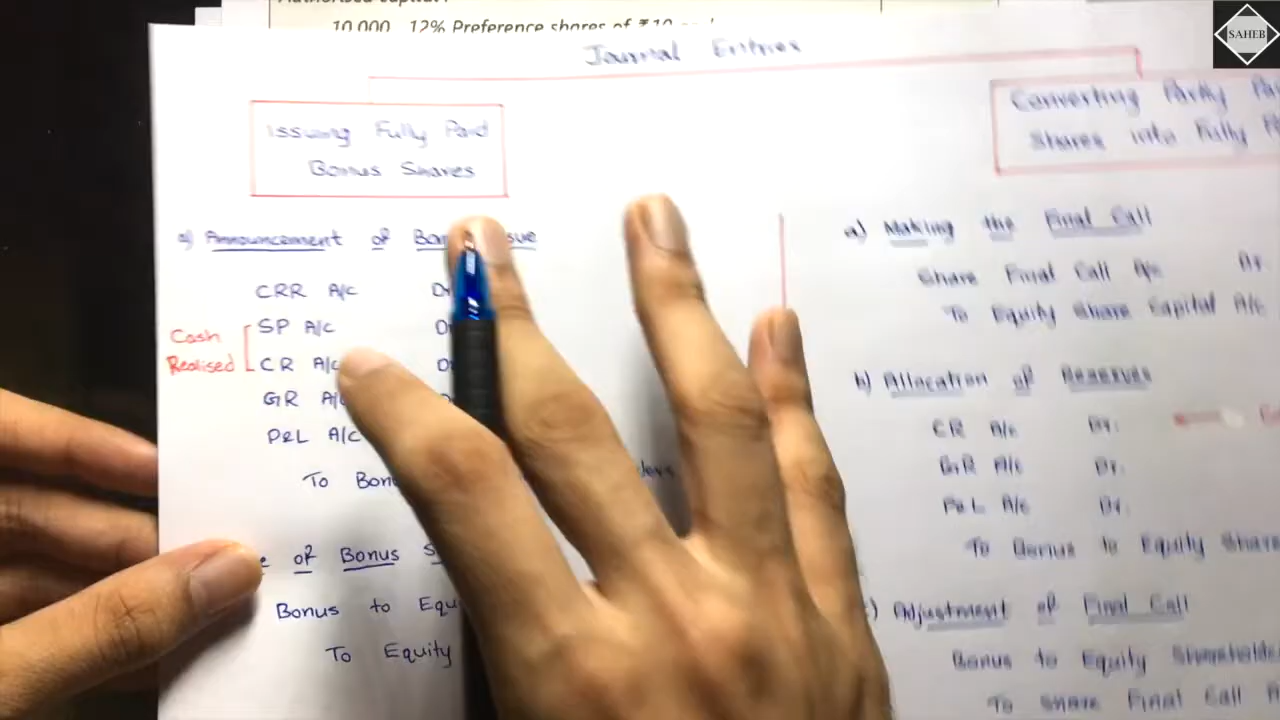 10,000 12% Preference shares of ₹10
SAHEB
Journal Entries
Issuing Fully Paid
Bonus Shares
a) Announcement of
CRR A/c
Cash
Realised
SP A/c
CR A/c
GR
P&L A/c
To
of Bonus
Bonus to
To Equity
Converting Partly
Shares into Fully
a) Making the Final Call
Share Final Call A/c Dr.
To Equity Share Capital A/c
b) Allocation of Reserves
CR A/c Dr.
GR A/c Dr.
P&L A/c Dr.
To Bonus to Equity
Adjustment of Final Call
Bonus to Equity
To Share Final Call